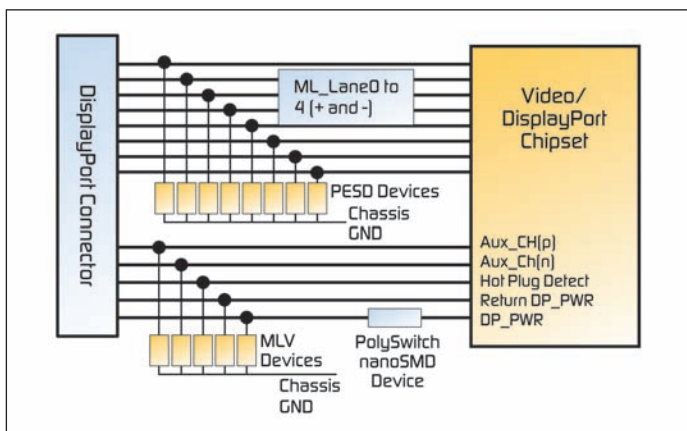 DisplayPort Connector
ML_Lane0 to
4 (+ and -)
Video/
DisplayPort
Chipset
PESD Devices
Chassis
GND
Aux_CH(p)
Aux_Ch(n)
Hot Plug Detect
Return DP_PWR
DP_PWR
MLV
Devices
PolySwitch
nanoSMD
Device
Chassis
GND